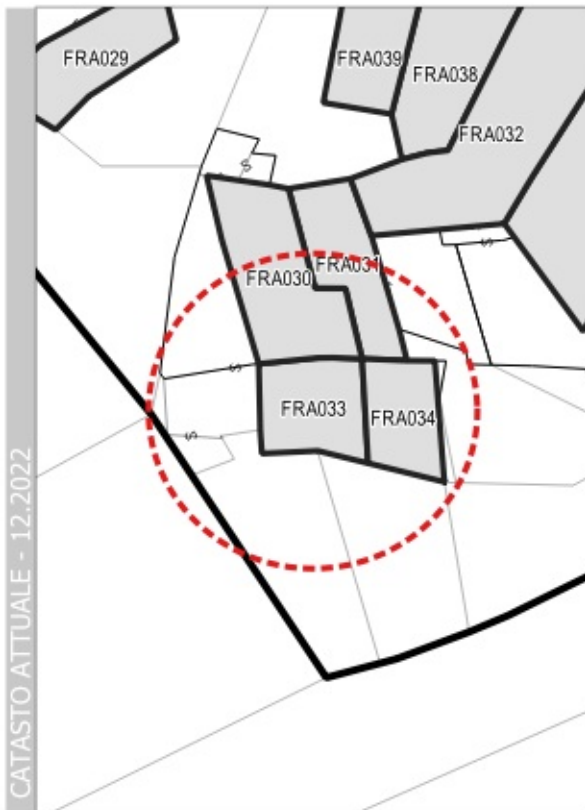 FRA029
FRA039
FRA038
FRA032
S
FRA030
FRA031
S
S
FRA033
FRA034
S
CATASTO ATTUALE - 12.2022